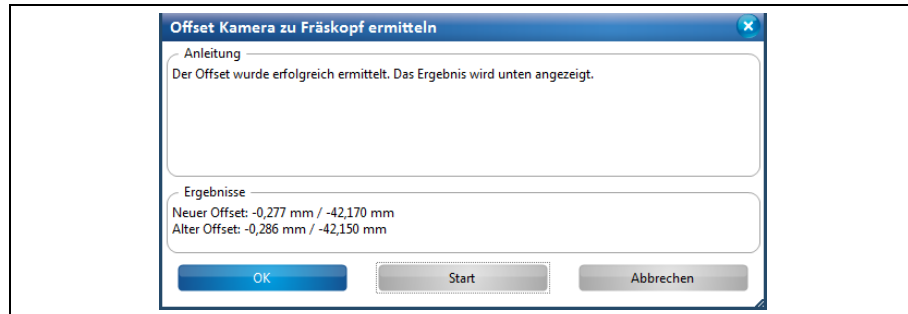 Offset Kamera zu Fräskopf ermitteln
Anleitung
Der Offset wurde erfolgreich ermittelt. Das Ergebnis wird unten angezeigt.
Ergebnisse
Neuer Offset: -0,277 mm / -42,170 mm
Alter Offset: -0,286 mm / -42,150 mm
OK Start Abbrechen